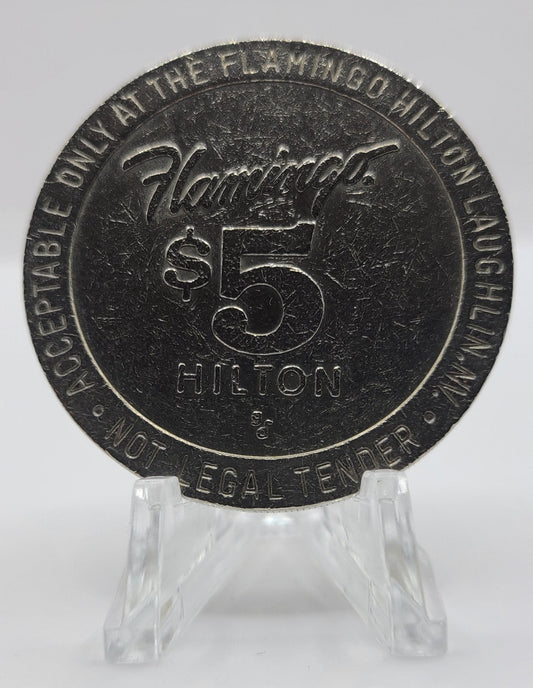 ACCEPTABLE ONLY AT THE FLAMINGO HILTON LAUGHLIN. NV.
Flamingo
$5
HILTON
• NOT LEGAL TENDER •